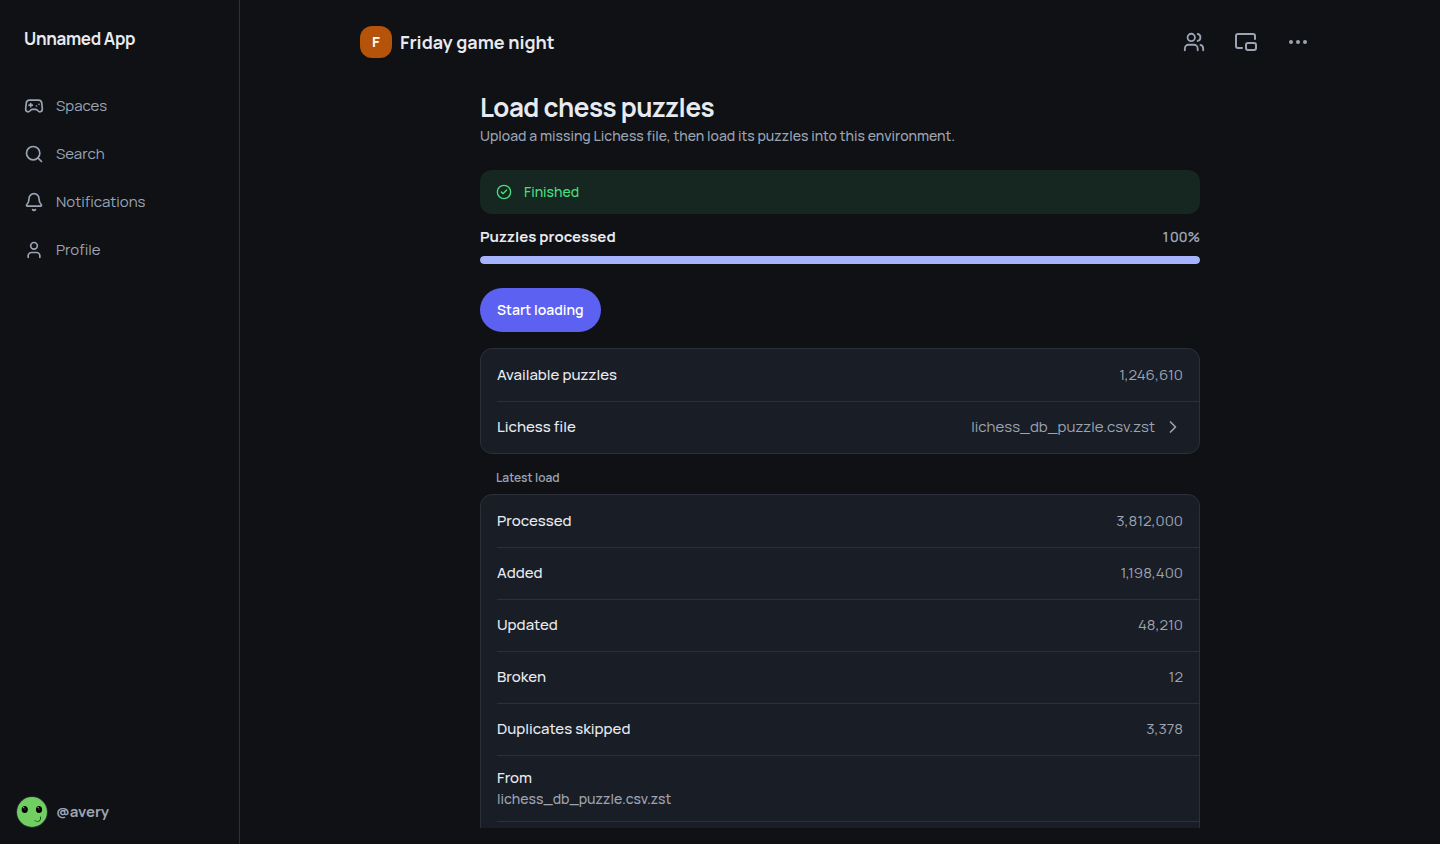 Unnamed App
Spaces
Search
Notifications
Profile
@avery
F
Friday game night
Load chess puzzles
Upload a missing Lichess file, then load its puzzles into this environment.
Finished
Puzzles processed 100%
Start loading
Available puzzles 1,246,610
Lichess file lichess_db_puzzle.csv.zst
Latest load
Processed 3,812,000
Added 1,198,400
Updated 48,210
Broken 12
Duplicates skipped 3,378
From
lichess_db_puzzle.csv.zst